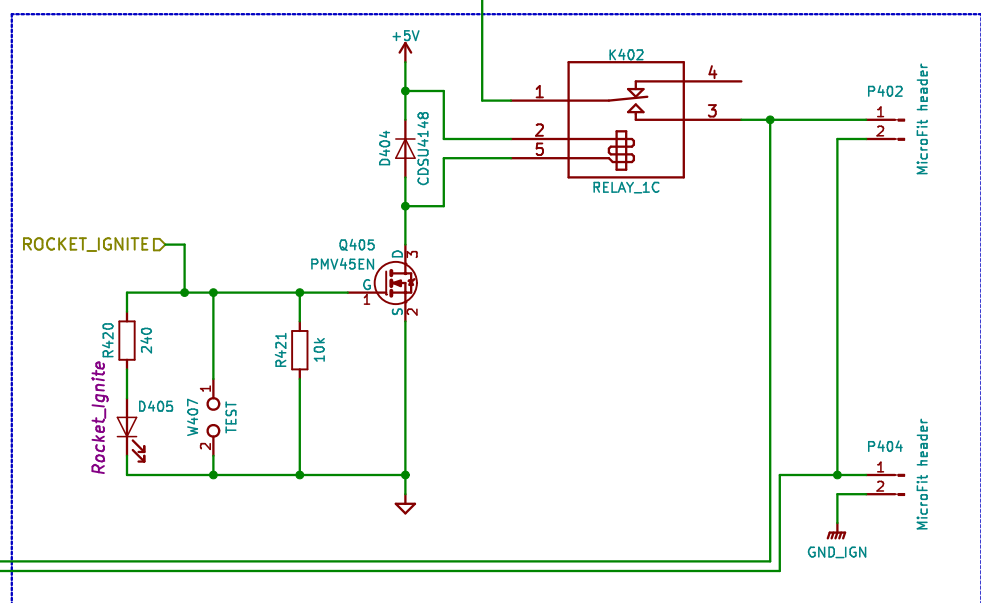 +5V
K402
4
P402
1
1
2
MicroFit header
3
2
5
D404
CDSU4148
RELAY_1C
ROCKET_IGNITE
Q405
PMV45EN
D
3
G
1
S
2
R420
240
R421
10k
Rocket_Ignite
D405
W407
1
2
TEST
P404
1
2
MicroFit header
GND_IGN